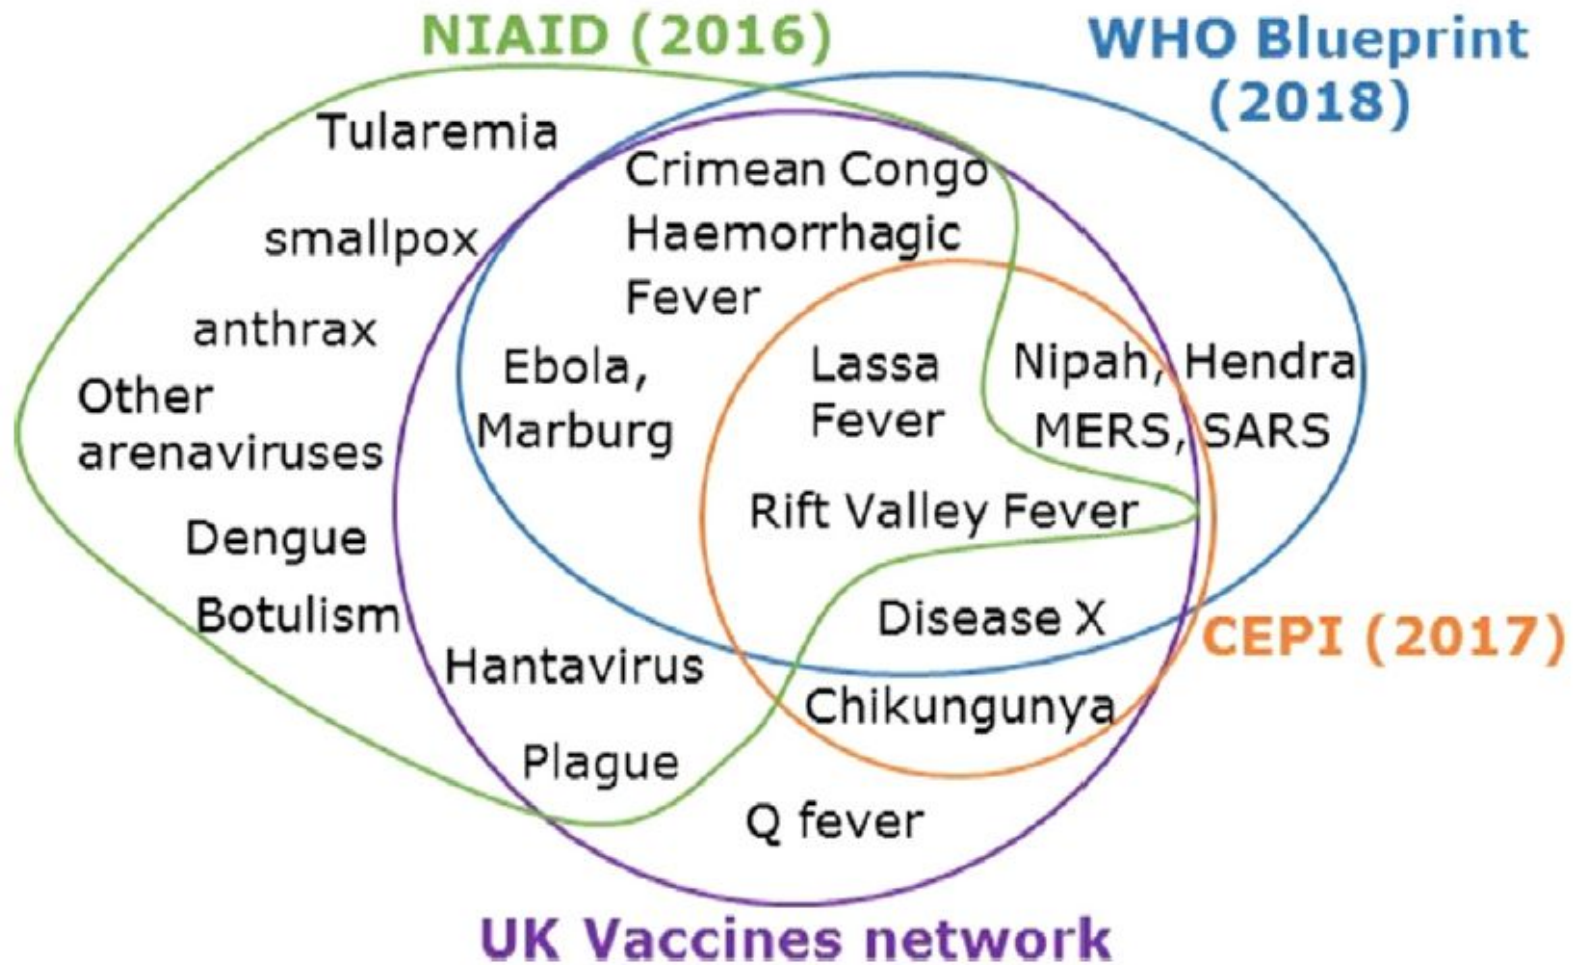 NIAID (2016)
WHO Blueprint
(2018)
Tularemia
Crimean Congo
Haemorrhagic
Fever
smallpox
anthrax
Ebola,
Marburg
Lassa
Fever
Nipah, Hendra
MERS, SARS
Other
arenaviruses
Rift Valley Fever
Dengue
Botulism
Disease X
CEPI (2017)
Hantavirus
Chikungunya
Plague
Q fever
UK Vaccines network